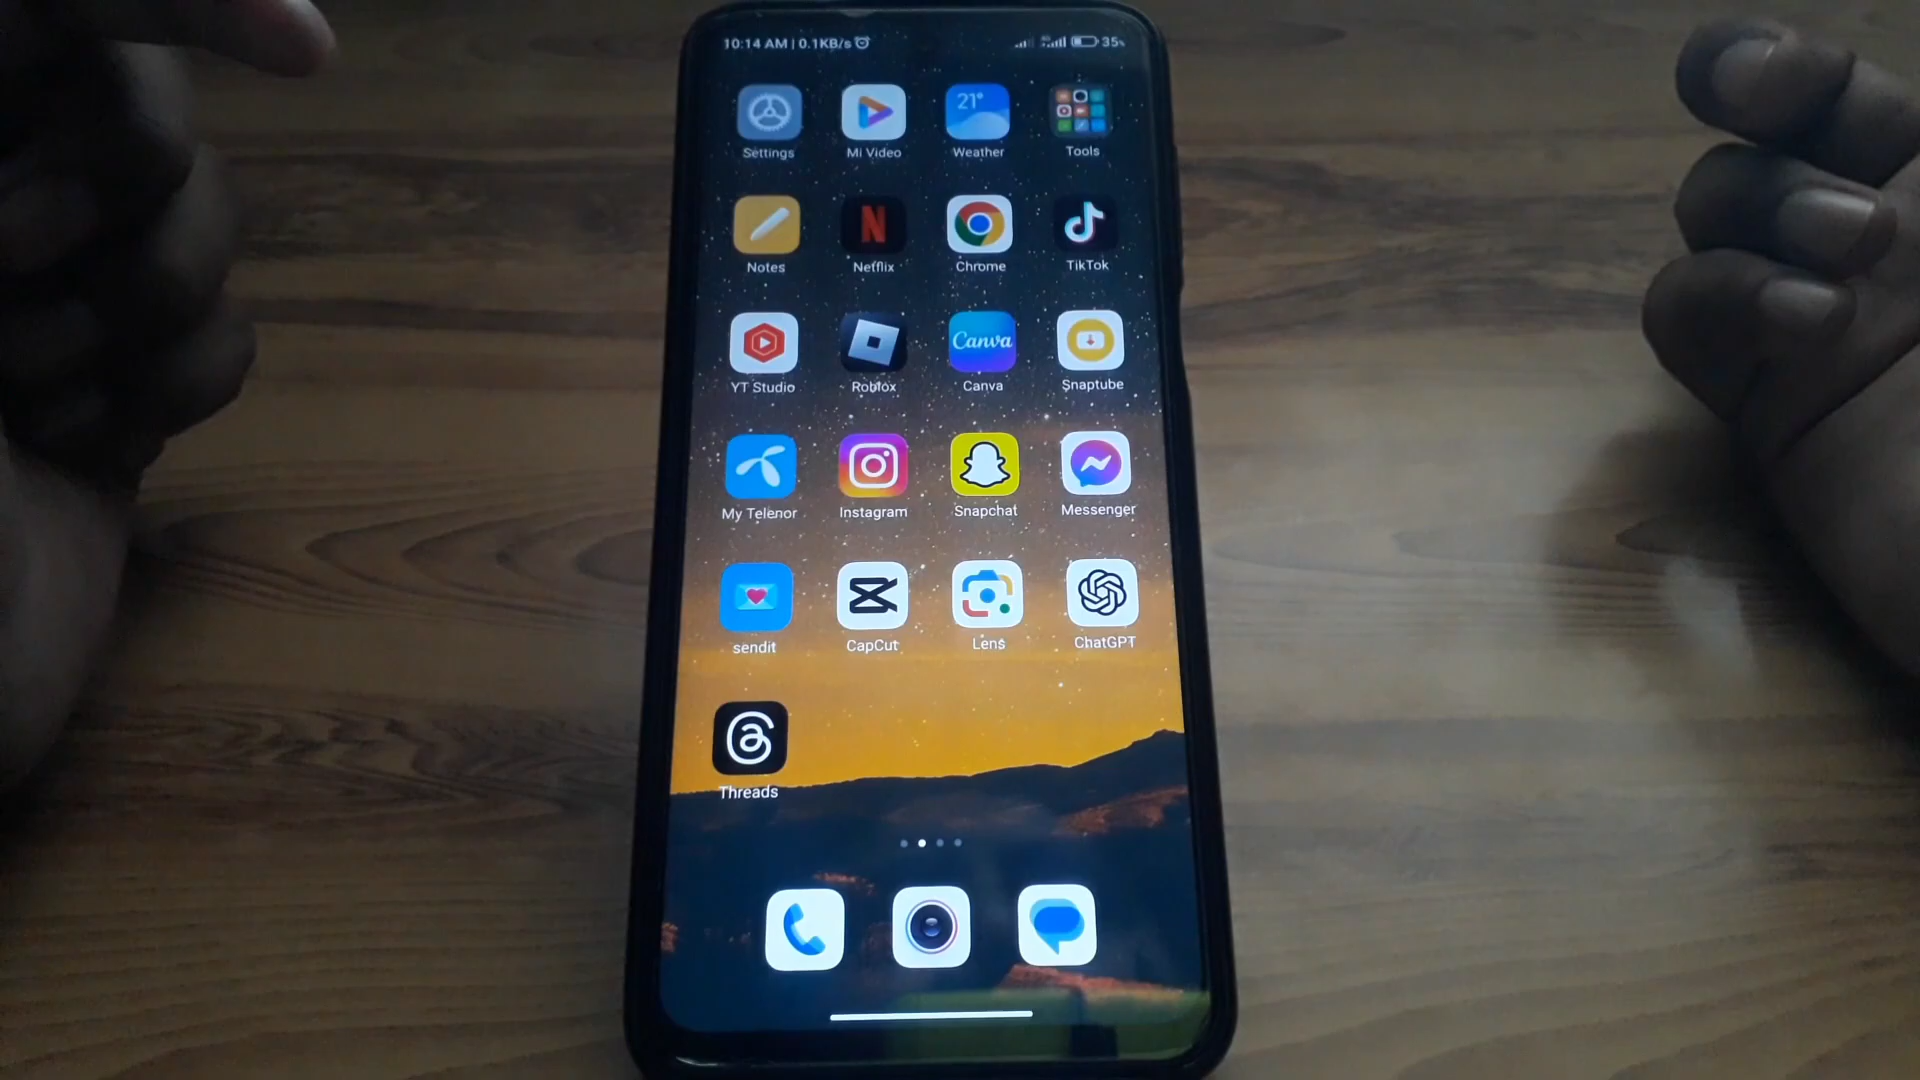 10:14 AM | 0.1KB/s 35%
21°
Settings Mi Video Weather Tools
N
Notes Netflix Chrome TikTok
Canva
YT Studio Roblox Canva Snaptube
My Telenor Instagram Snapchat Messenger
sendit CapCut Lens ChatGPT
Threads